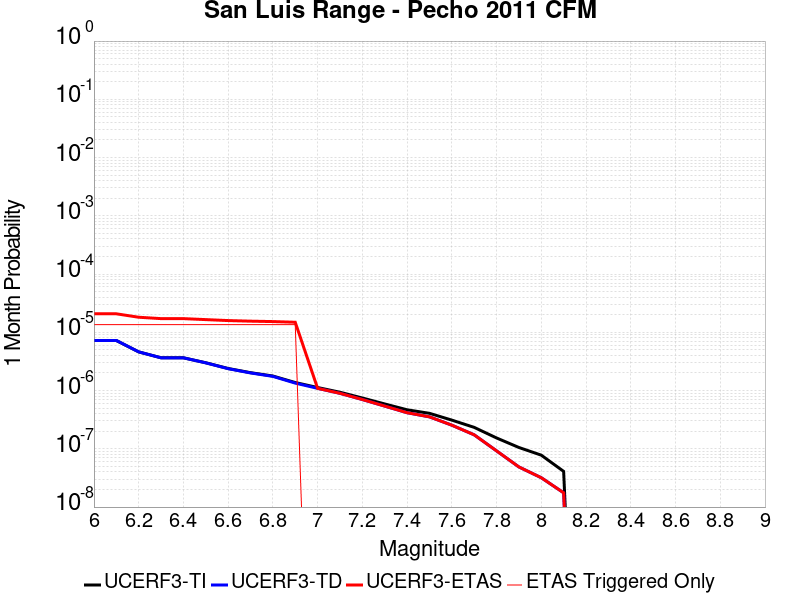 San Luis Range - Pecho 2011 CFM
1 Month Probability
10^0
10^-1
10^-2
10^-3
10^-4
10^-5
10^-6
10^-7
10^-8
6 6.2 6.4 6.6 6.8 7 7.2 7.4 7.6 7.8 8 8.2 8.4 8.6 8.8 9
Magnitude
UCERF3-TI UCERF3-TD UCERF3-ETAS ETAS Triggered Only